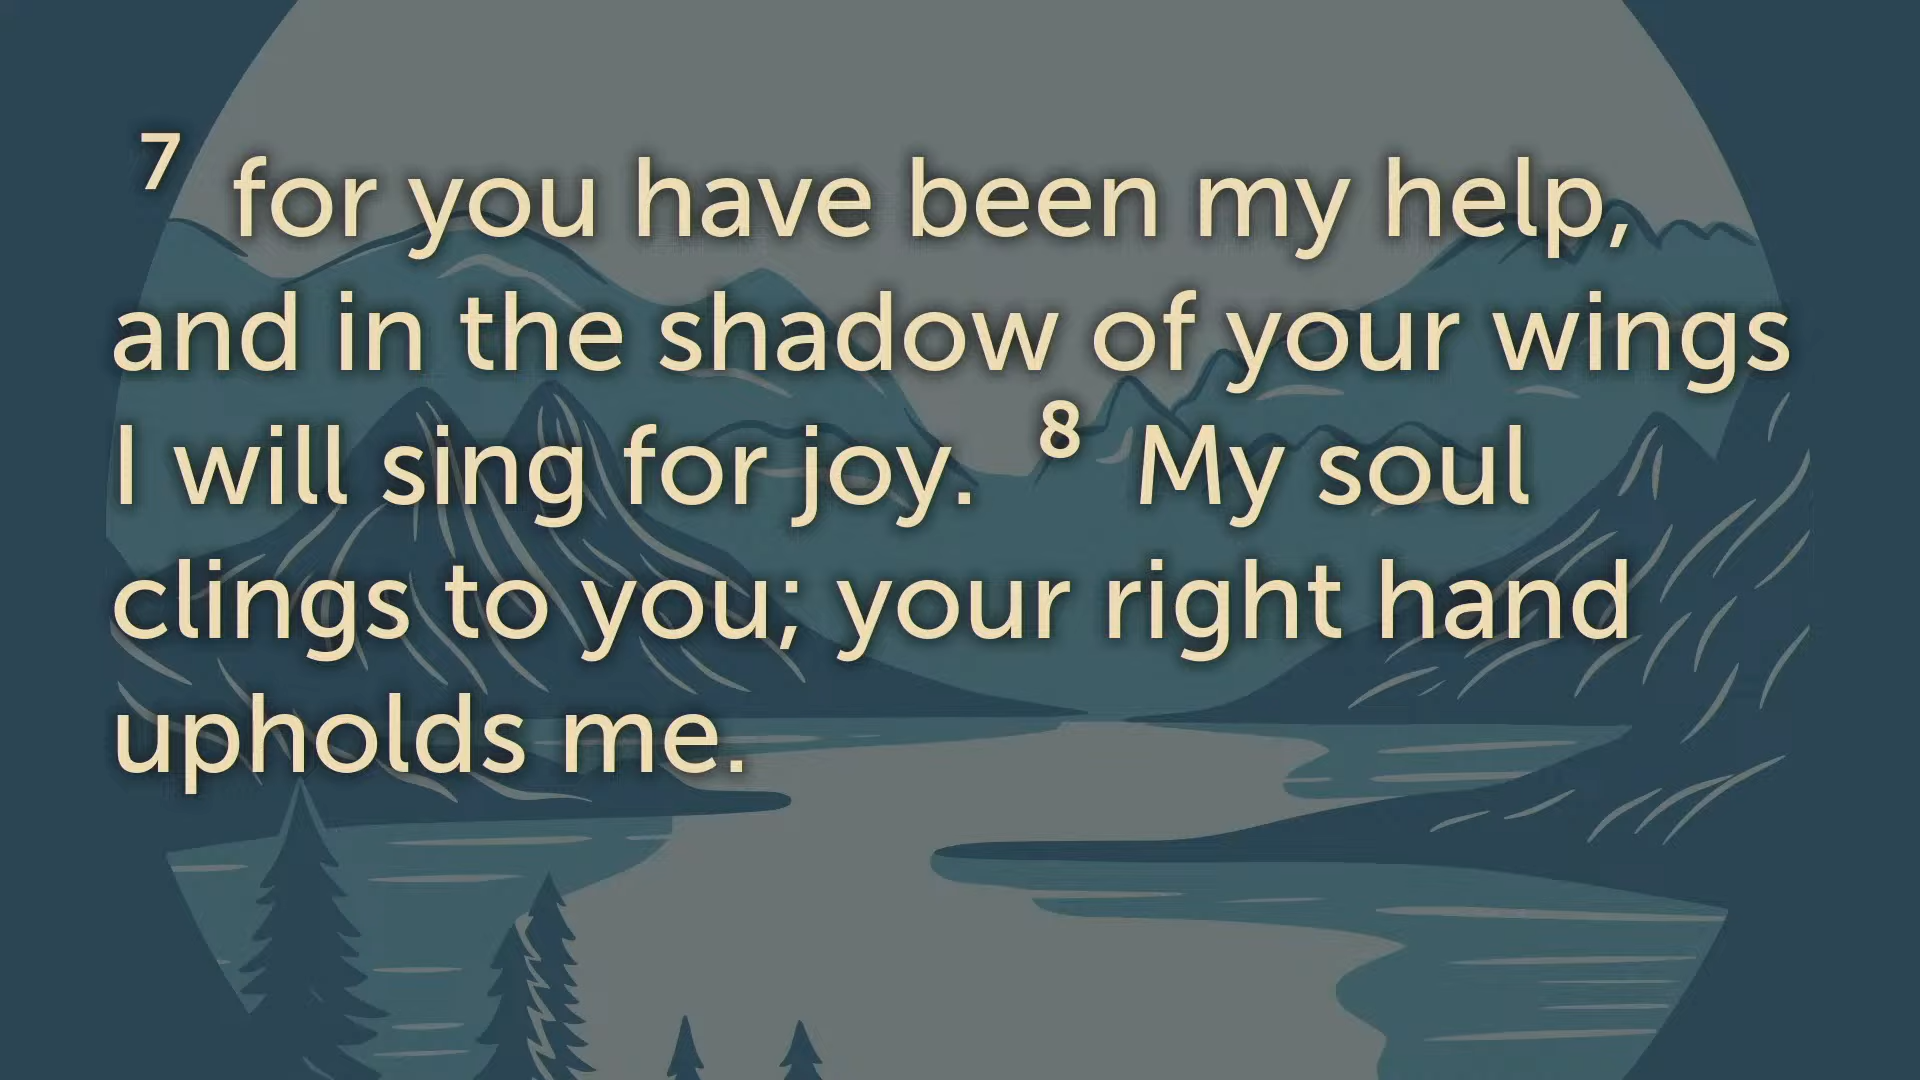 7 for you have been my help,
and in the shadow of your wings
I will sing for joy. 8 My soul
clings to you; your right hand
upholds me.